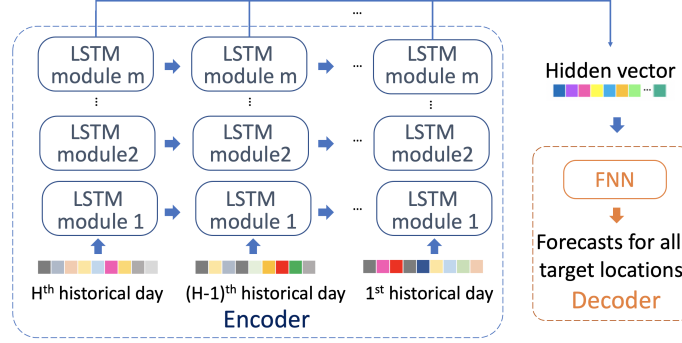 ...
LSTM
module m
LSTM
module m
...
LSTM
module m
...
...
LSTM
module2
LSTM
module2
...
LSTM
module2
LSTM
module 1
LSTM
module 1
...
LSTM
module 1
Hth historical day
(H-1)th historical day
1st historical day
Encoder
Hidden vector
...
FNN
Forecasts for all
target locations
Decoder